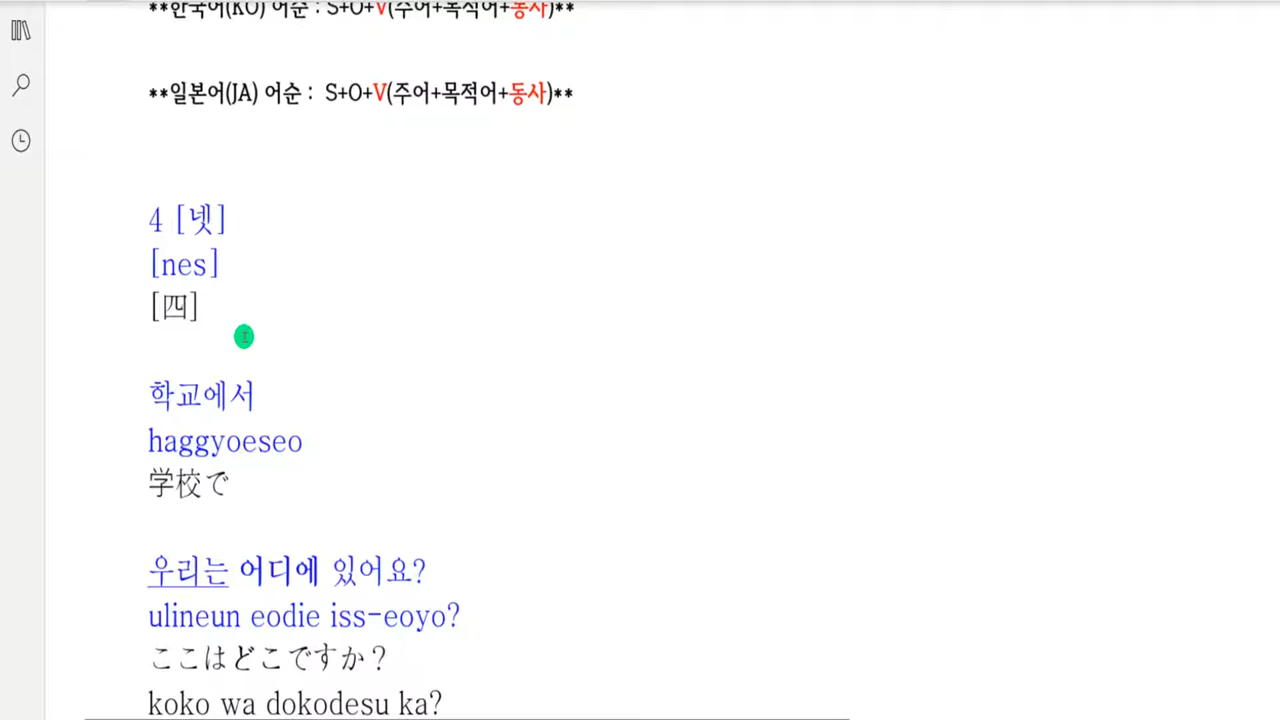 **한국어(KO) 어순 : S+O+V(주어+목적어+동사)**
**일본어(JA) 어순 : S+O+V(주어+목적어+동사)**
4 [넷]
[nes]
[四]
학교에서
haggyoeseo
学校で
우리는 어디에 있어요?
ulineun eodie iss-eoyo?
ここはどこですか？
koko wa dokodesu ka?